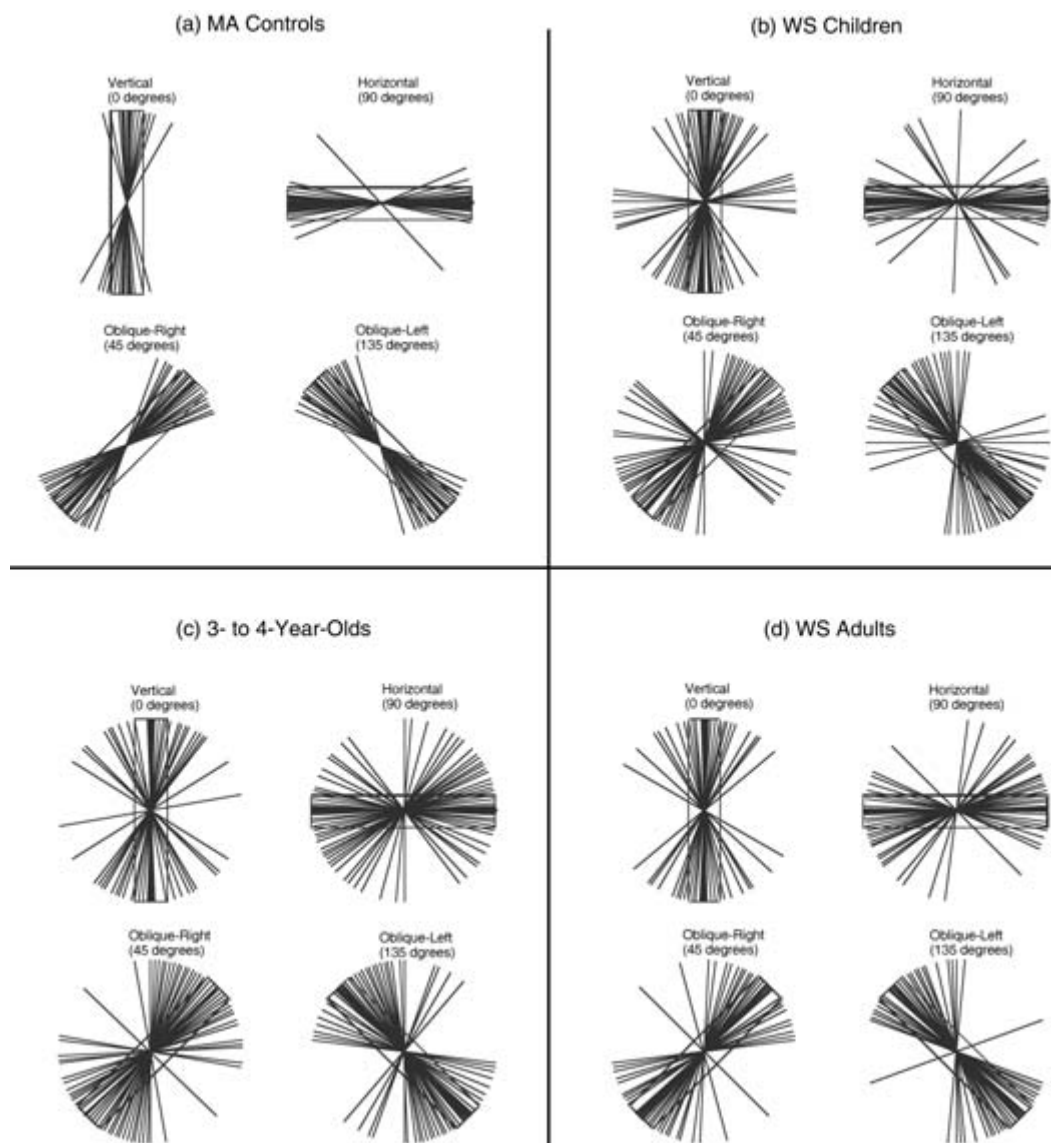 (a) MA Controls
Vertical
(0 degrees)
Horizontal
(90 degrees)
Oblique-Right
(45 degrees)
Oblique-Left
(135 degrees)
(b) WS Children
Vertical
(0 degrees)
Horizontal
(90 degrees)
Oblique-Right
(45 degrees)
Oblique-Left
(135 degrees)
(c) 3- to 4-Year-Olds
Vertical
(0 degrees)
Horizontal
(90 degrees)
Oblique-Right
(45 degrees)
Oblique-Left
(135 dgrees)
(d) WS Adults
Vertical
(0 degrees)
Horizontal
(90 degrees)
Oblique-Right
(45 degrees)
Oblique-Left
(135 degrees)